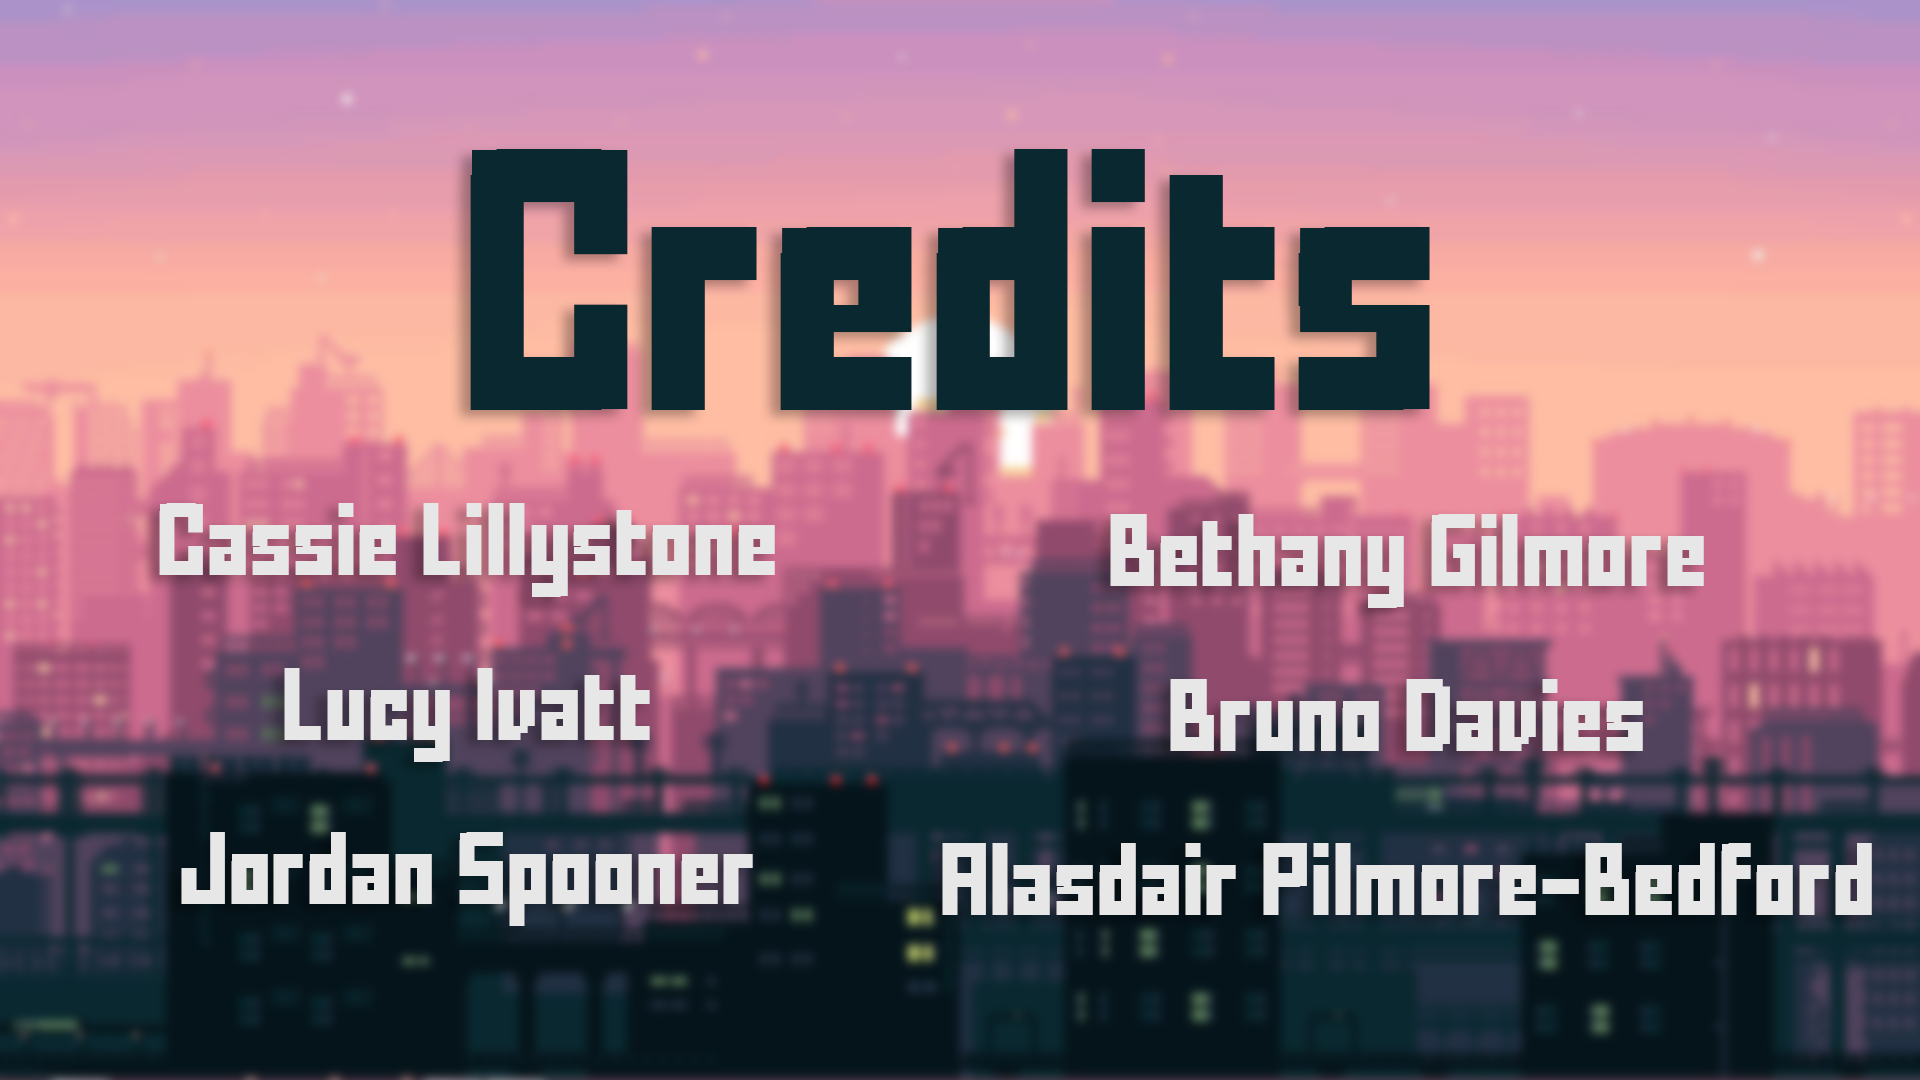 Credits
Cassie Lillystone
Bethany Gilmore
Lucy Ivatt
Bruno Davies
Jordan Spooner
Alasdair Pilmore-Bedford